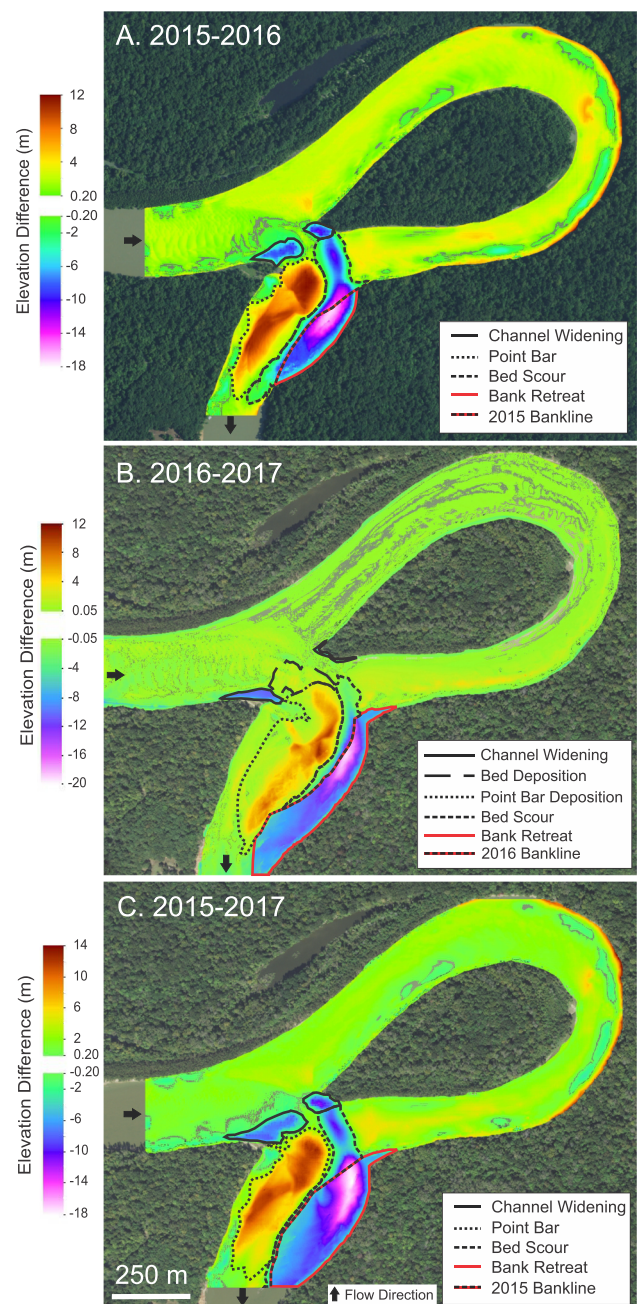 A. 2015-2016
Elevation Difference (m)
12
8
4
0.20
-0.20
-6
-10
-14
-18
Channel Widening
Point Bar
Bed Scour
Bank Retreat
2015 Bankline
B. 2016-2017
Elevation Difference (m)
12
8
4
0.05
-0.05
-4
-8
-12
-16
-20
Channel Widening
Bed Deposition
Point Bar Deposition
Bed Scour
Bank Retreat
2016 Bankline
C. 2015-2017
Elevation Difference (m)
14
10
6
2
0.20
-0.20
-2
-6
-10
-14
-18
Channel Widening
Point Bar
Bed Scour
Bank Retreat
2015 Bankline
250 m
Flow Direction